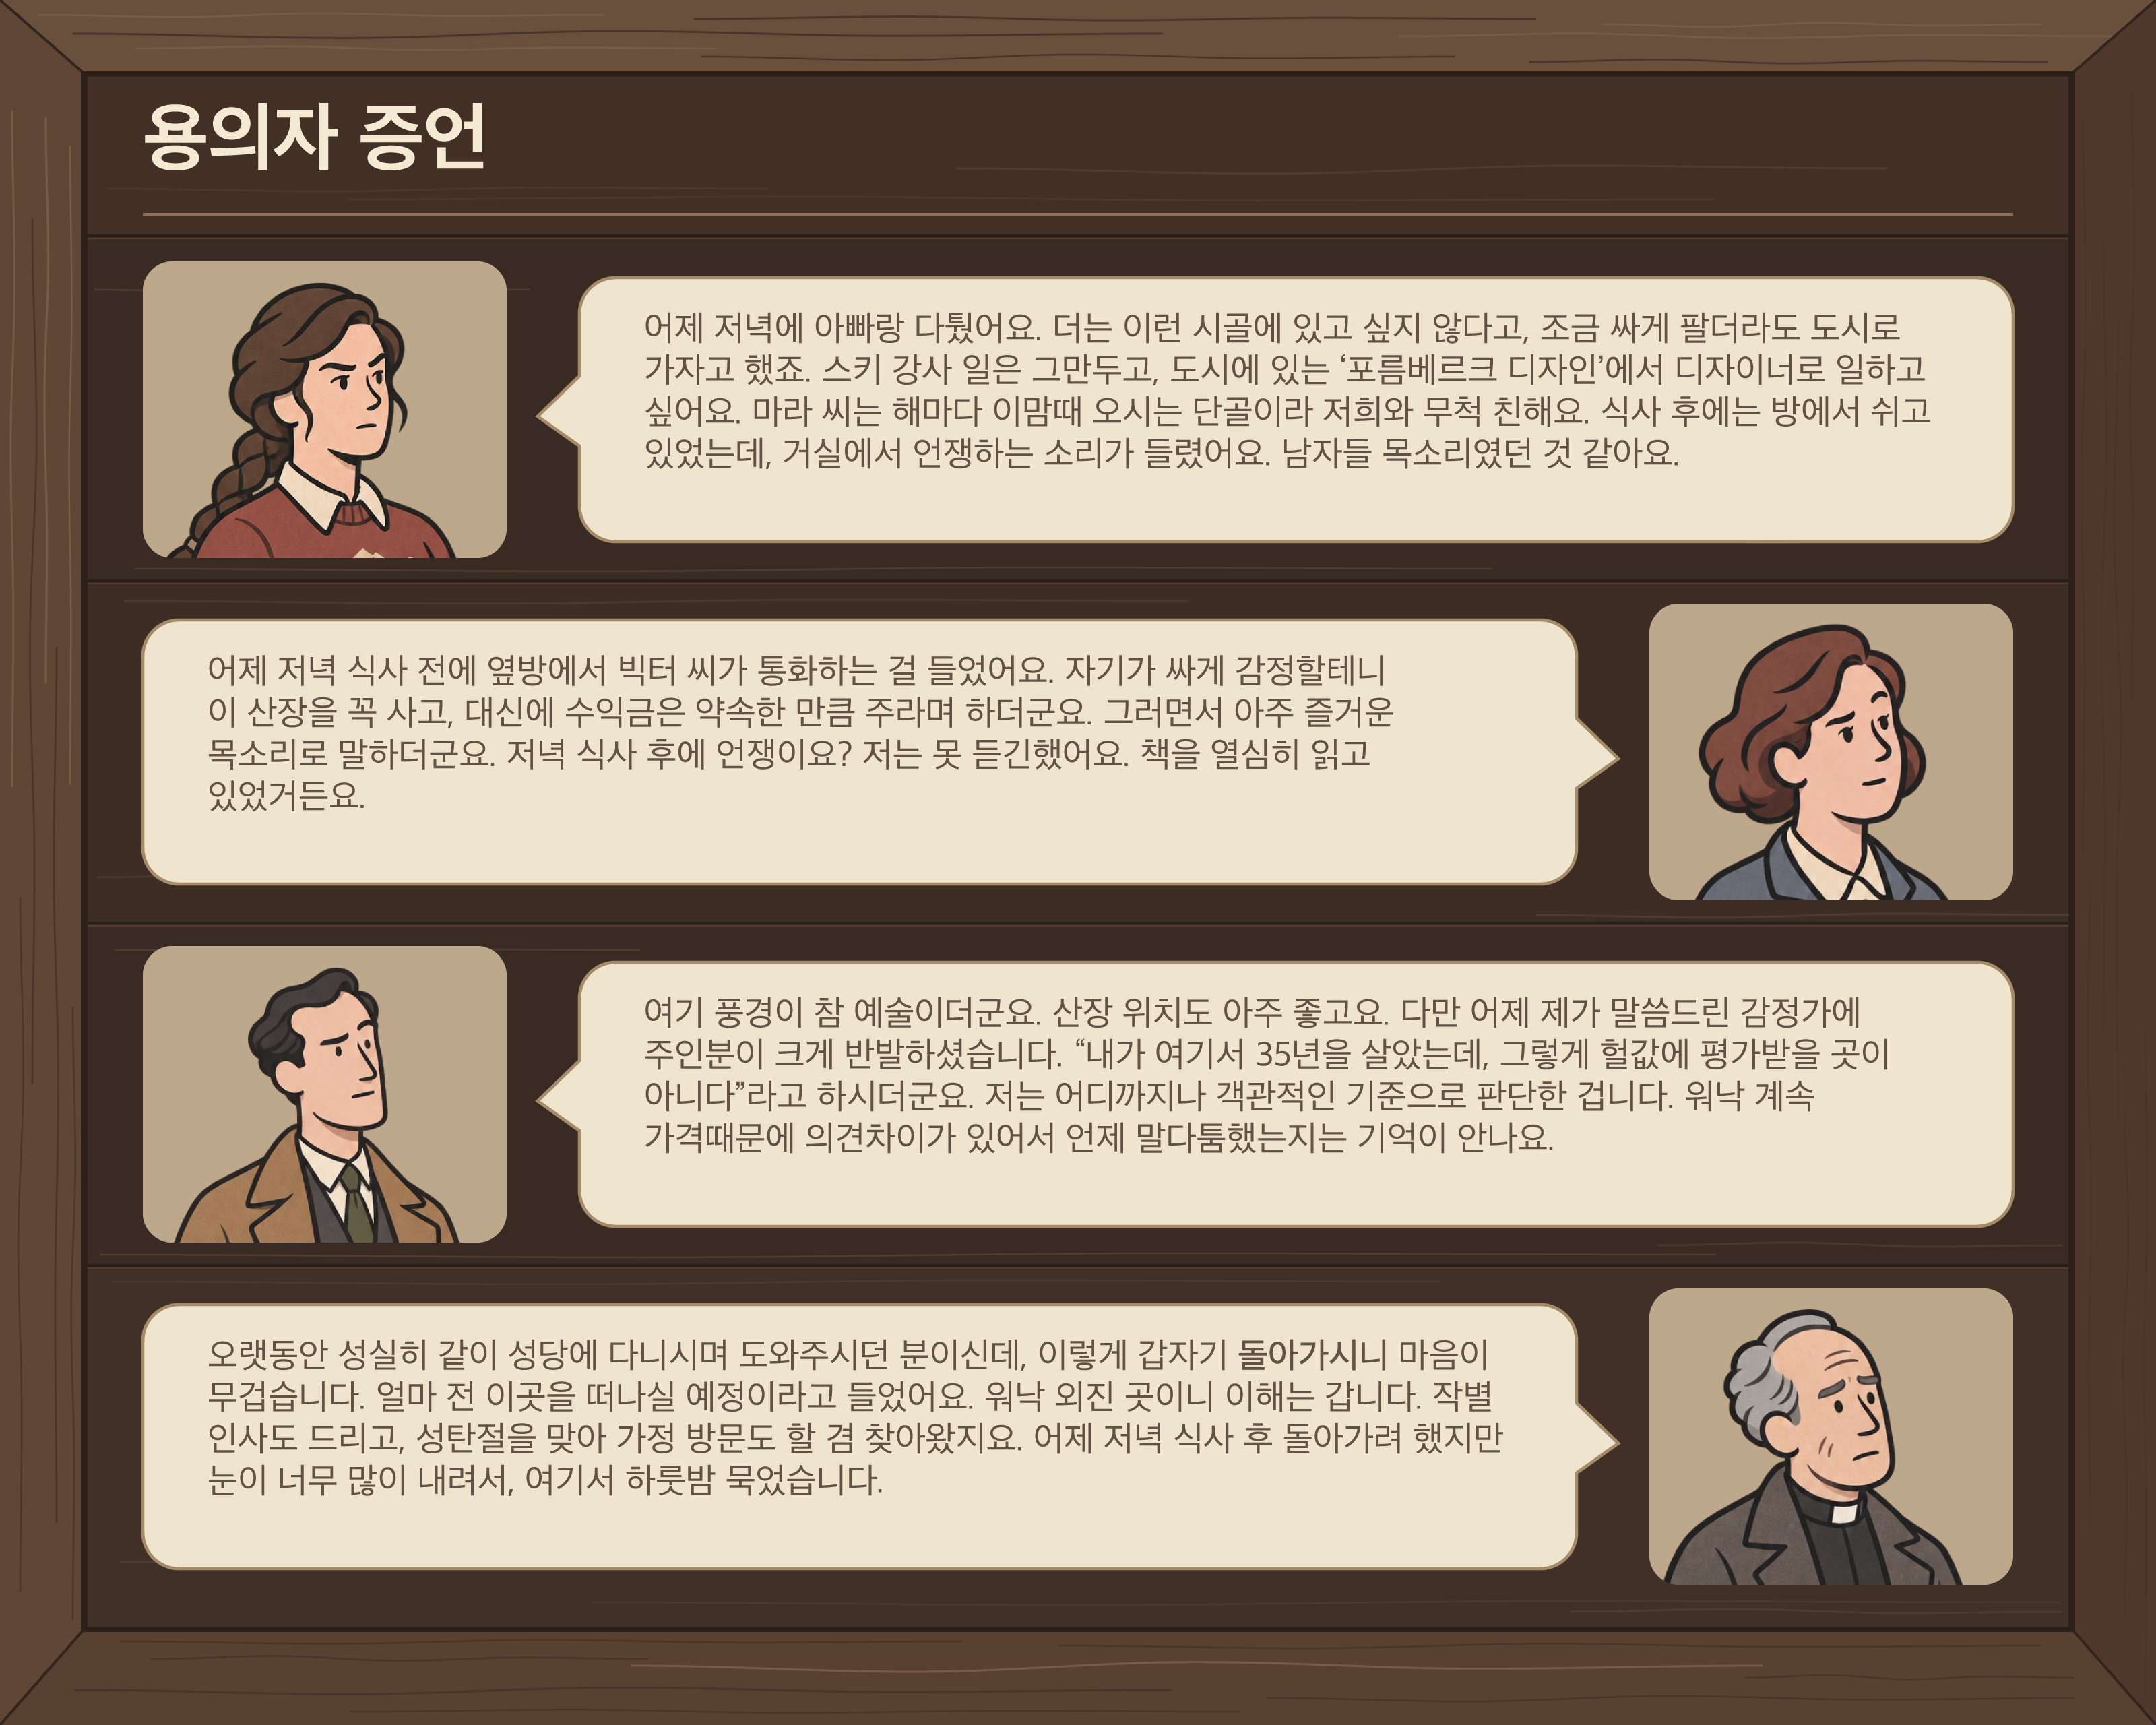 용의자 증언
어제 저녁에 아빠랑 다퉜어요. 더는 이런 시골에 있고 싶지 않다고, 조금 싸게 팔더라도 도시로
가자고 했죠. 스키 강사 일은 그만두고, 도시에 있는 ‘포름베르크 디자인’에서 디자이너로 일하고
싶어요. 마라 씨는 해마다 이맘때 오시는 단골이라 저희와 무척 친해요. 식사 후에는 방에서 쉬고
있었는데, 거실에서 언쟁하는 소리가 들렸어요. 남자들 목소리였던 것 같아요.
어제 저녁 식사 전에 옆방에서 빅터 씨가 통화하는 걸 들었어요. 자기가 싸게 감정할테니
이 산장을 꼭 사고, 대신에 수익금은 약속한 만큼 주라며 하더군요. 그러면서 아주 즐거운
목소리로 말하더군요. 저녁 식사 후에 언쟁이요? 저는 못 듣긴했어요. 책을 열심히 읽고
있었거든요.
여기 풍경이 참 예술이더군요. 산장 위치도 아주 좋고요. 다만 어제 제가 말씀드린 감정가에
주인분이 크게 반발하셨습니다. “내가 여기서 35년을 살았는데, 그렇게 헐값에 평가받을 곳이
아니다”라고 하시더군요. 저는 어디까지나 객관적인 기준으로 판단한 겁니다. 워낙 계속
가격때문에 의견차이가 있어서 언제 말다툼했는지는 기억이 안나요.
오랫동안 성실히 같이 성당에 다니시며 도와주시던 분이신데, 이렇게 갑자기 돌아가시니 마음이
무겁습니다. 얼마 전 이곳을 떠나실 예정이라고 들었어요. 워낙 외진 곳이니 이해는 갑니다. 작별
인사도 드리고, 성탄절을 맞아 가정 방문도 할 겸 찾아왔지요. 어제 저녁 식사 후 돌아가려 했지만
눈이 너무 많이 내려서, 여기서 하룻밤 묵었습니다.